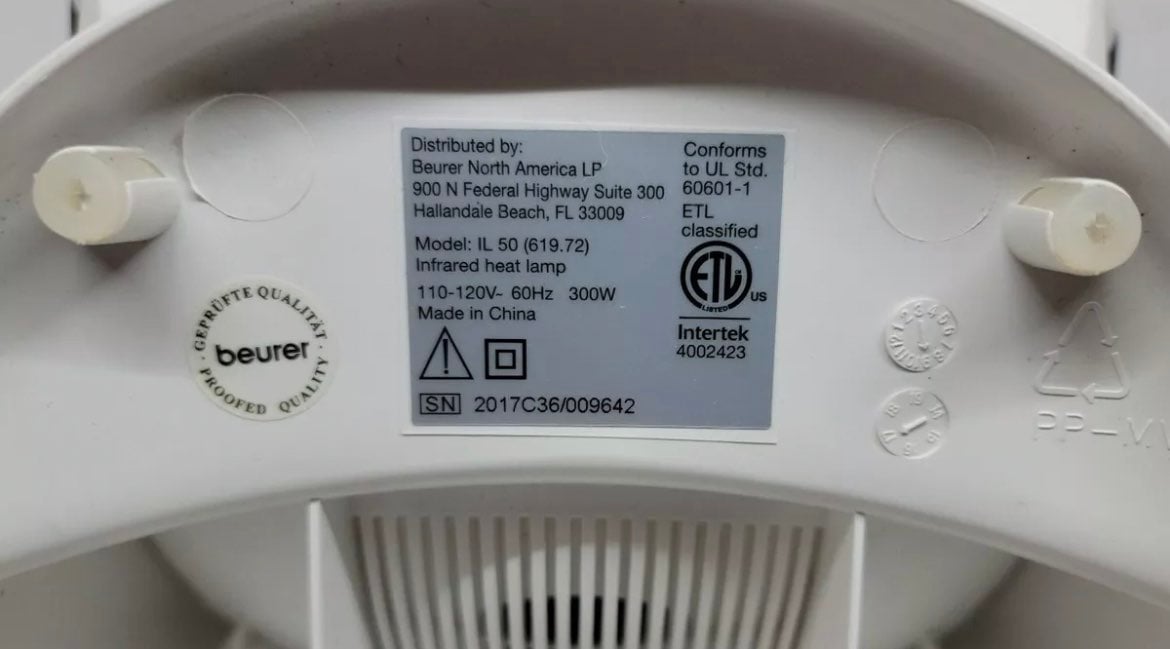 Distributed by:
Beurer North America LP
900 N Federal Highway Suite 300
Hallandale Beach, FL 33009
Model: IL 50 (619.72)
Infrared heat lamp
110-120V~ 60Hz 300W
Made in China
SN 2017C36/009642
Conforms
to UL Std.
60601-1
ETL
classified
ETL
LISTED
US
Intertek
4002423
GEPRÜFTE QUALITÄT
beurer
PROOFED QUALITY